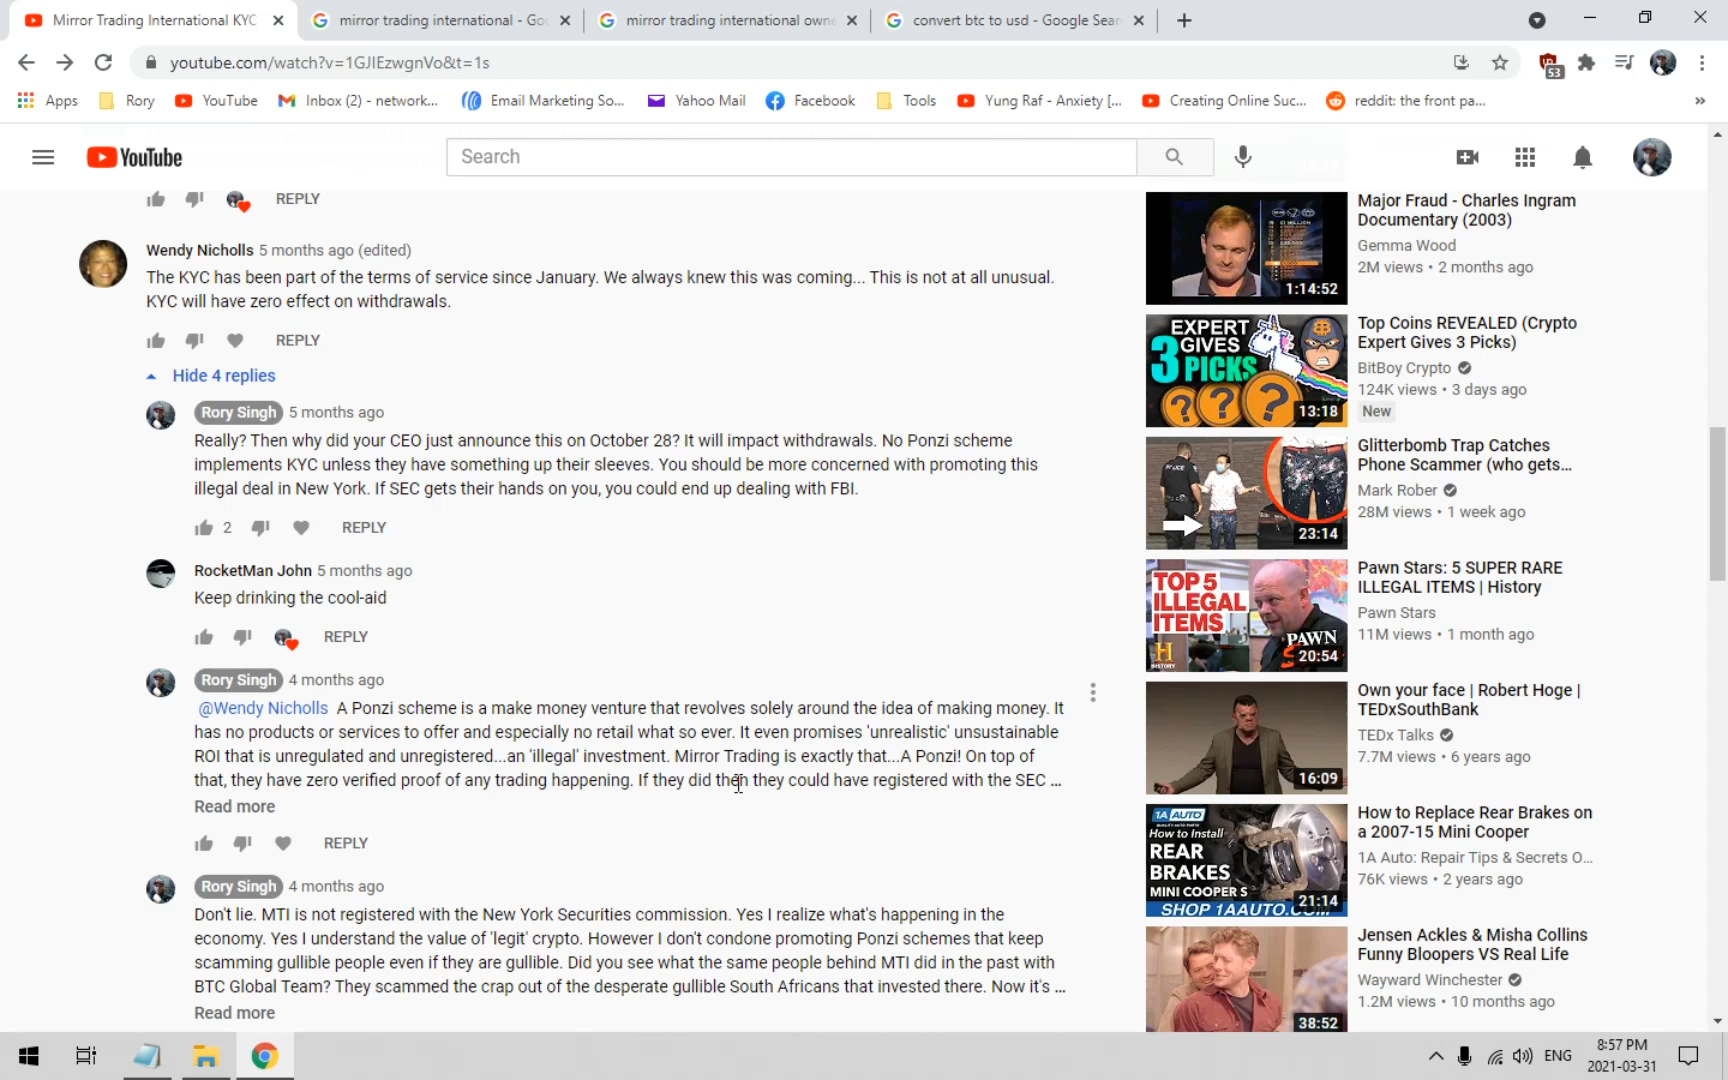 Mirror Trading International KYC
mirror trading international - Goo
mirror trading international owne
convert btc to usd - Google Sear
youtube.com/watch?v=1GJIEzwgnVo&t=1s
53
Apps
Rory
YouTube
Inbox (2) - network...
Email Marketing So...
Yahoo Mail
Facebook
Tools
Yung Raf - Anxiety [...
Creating Online Suc...
reddit: the front pa...
»
YouTube
Search
REPLY
Wendy Nicholls 5 months ago (edited)
The KYC has been part of the terms of service since January. We always knew this was coming... This is not at all unusual.
KYC will have zero effect on withdrawals.
REPLY
Hide 4 replies
Rory Singh 5 months ago
Really? Then why did your CEO just announce this on October 28? It will impact withdrawals. No Ponzi scheme
implements KYC unless they have something up their sleeves. You should be more concerned with promoting this
illegal deal in New York. If SEC gets their hands on you, you could end up dealing with FBI.
2 REPLY
RocketMan John 5 months ago
Keep drinking the cool-aid
REPLY
Rory Singh 4 months ago
@Wendy Nicholls A Ponzi scheme is a make money venture that revolves solely around the idea of making money. It
has no products or services to offer and especially no retail what so ever. It even promises 'unrealistic' unsustainable
ROI that is unregulated and unregistered...an 'illegal' investment. Mirror Trading is exactly that...A Ponzi! On top of
that, they have zero verified proof of any trading happening. If they did then they could have registered with the SEC ...
Read more
REPLY
Rory Singh 4 months ago
Don't lie. MTI is not registered with the New York Securities commission. Yes I realize what's happening in the
economy. Yes I understand the value of 'legit' crypto. However I don't condone promoting Ponzi schemes that keep
scamming gullible people even if they are gullible. Did you see what the same people behind MTI did in the past with
BTC Global Team? They scammed the crap out of the desperate gullible South Africans that invested there. Now it's ...
Read more
1:14:52
Major Fraud - Charles Ingram
Documentary (2003)
Gemma Wood
2M views • 2 months ago
EXPERT
GIVES
3 PICKS
13:18
Top Coins REVEALED (Crypto
Expert Gives 3 Picks)
BitBoy Crypto
124K views • 3 days ago
New
23:14
Glitterbomb Trap Catches
Phone Scammer (who gets...
Mark Rober
28M views • 1 week ago
TOP 5
ILLEGAL
ITEMS
H
HISTORY
PAWN
20:54
Pawn Stars: 5 SUPER RARE
ILLEGAL ITEMS | History
Pawn Stars
11M views • 1 month ago
16:09
Own your face | Robert Hoge |
TEDxSouthBank
TEDx Talks
7.7M views • 6 years ago
1A AUTO
How to Install
REAR
BRAKES
MINI COOPER S
SHOP 1AAUTO.COM
21:14
How to Replace Rear Brakes on
a 2007-15 Mini Cooper
1A Auto: Repair Tips & Secrets O...
76K views • 2 years ago
38:52
Jensen Ackles & Misha Collins
Funny Bloopers VS Real Life
Wayward Winchester
1.2M views • 10 months ago
ENG
8:57 PM
2021-03-31